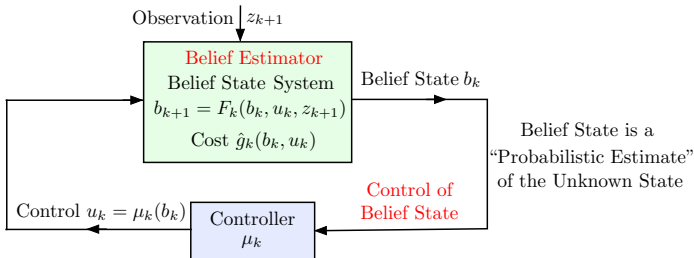 Observation z_{k+1}
Belief Estimator
Belief State System
b_{k+1} = F_k(b_k, u_k, z_{k+1})
Cost ĝ_k(b_k, u_k)
Belief State b_k
Belief State is a
“Probabilistic Estimate”
of the Unknown State
Control of
Belief State
Control u_k = μ_k(b_k)
Controller
μ_k